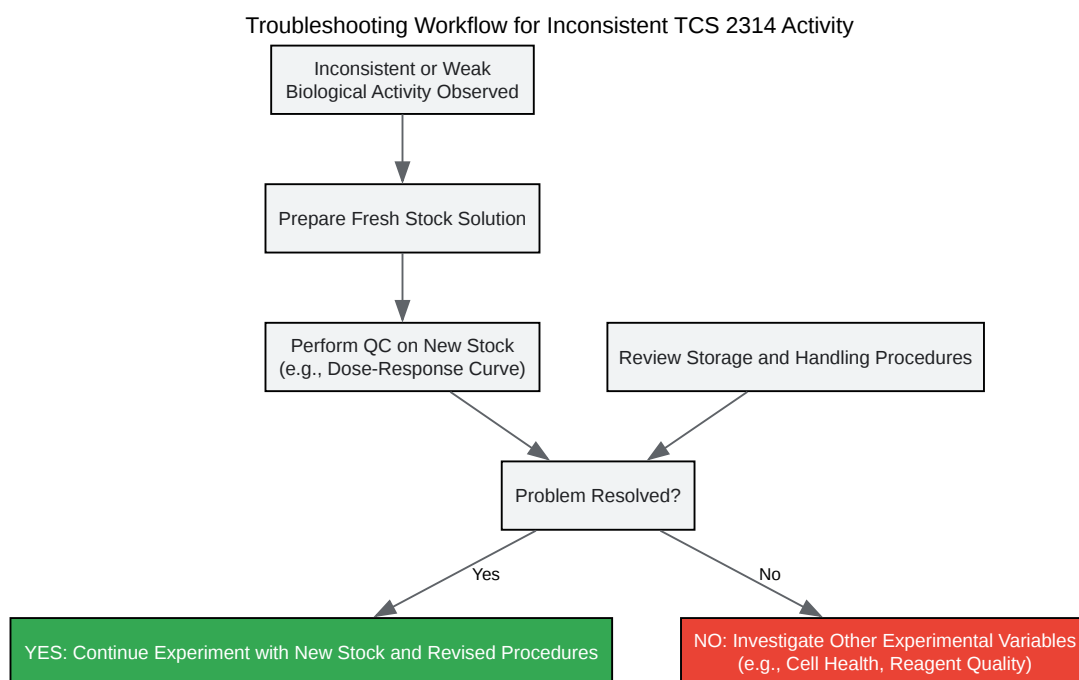 Troubleshooting Workflow for Inconsistent TCS 2314 Activity
Inconsistent or Weak
Biological Activity Observed
Prepare Fresh Stock Solution
Perform QC on New Stock
(e.g., Dose-Response Curve)
Review Storage and Handling Procedures
Problem Resolved?
Yes
No
YES: Continue Experiment with New Stock and Revised Procedures
NO: Investigate Other Experimental Variables
(e.g., Cell Health, Reagent Quality)